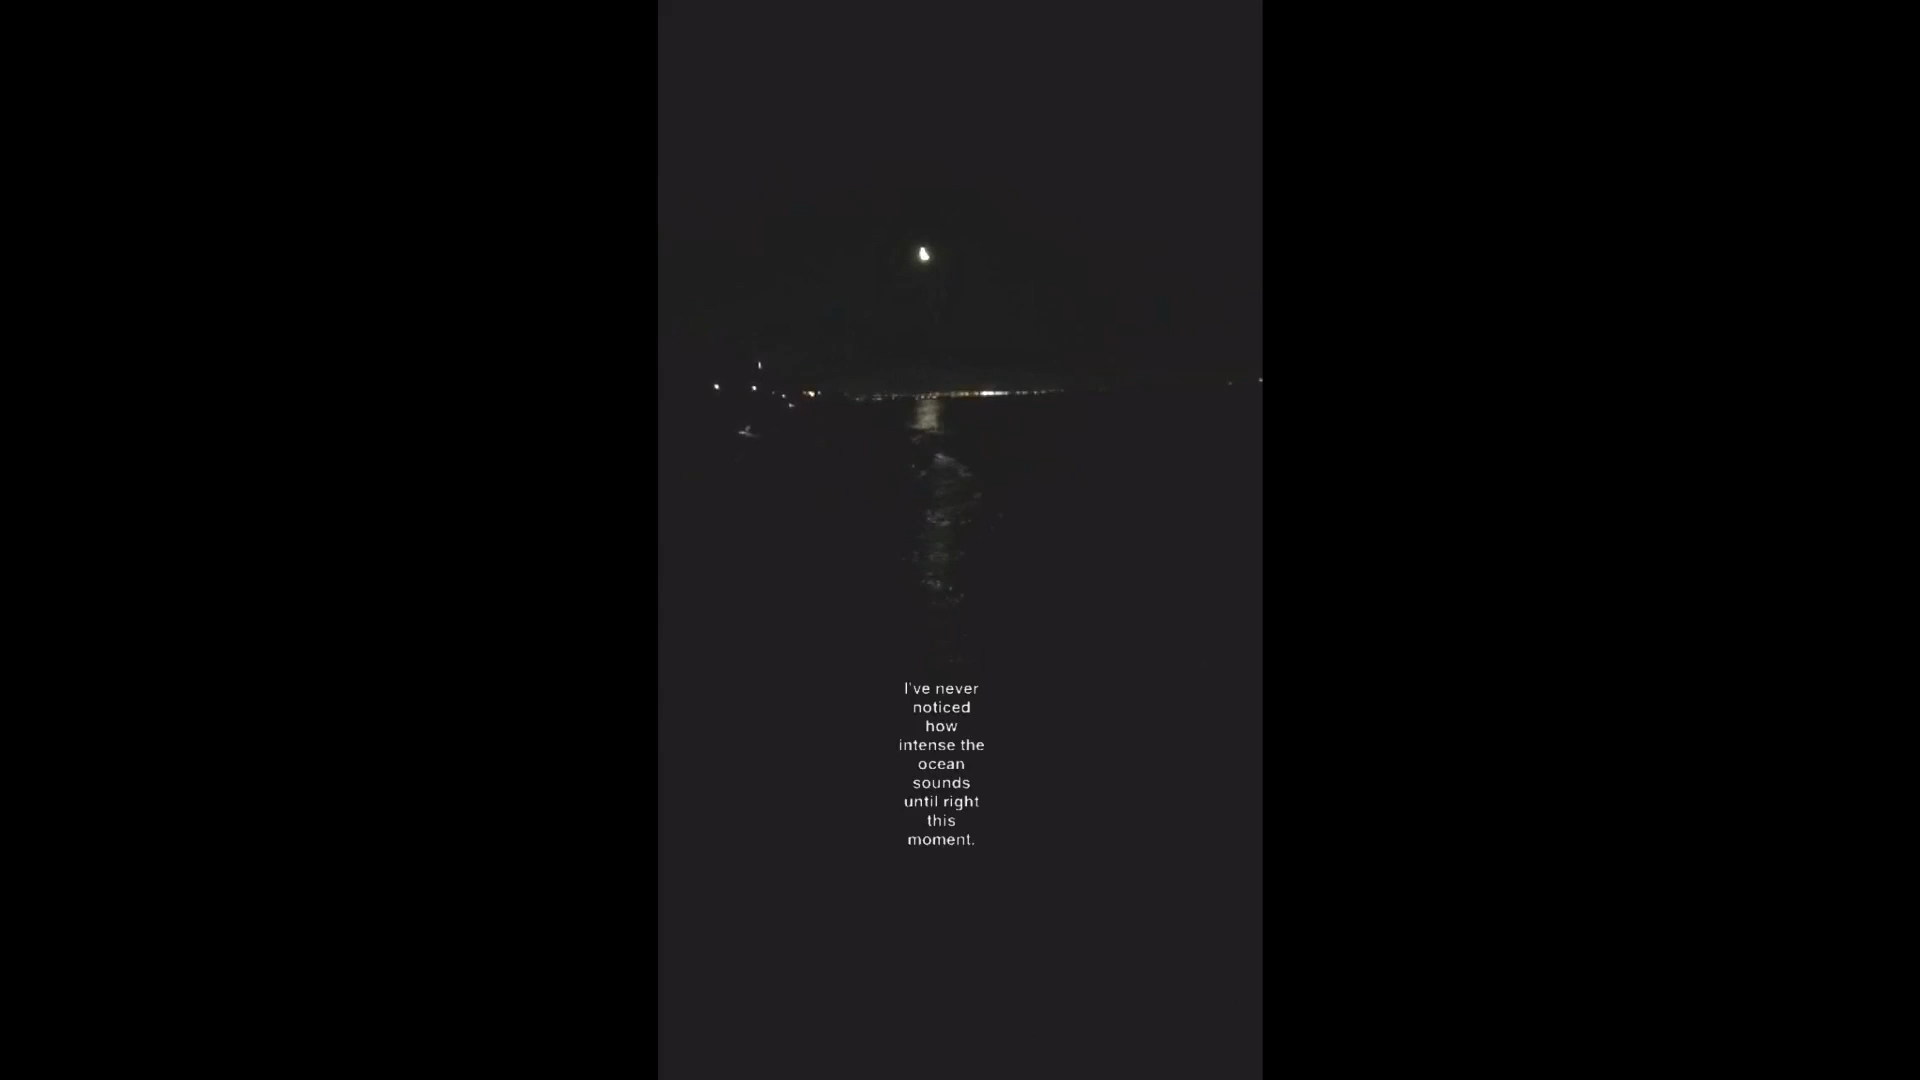 I've never
noticed
how
intense the
ocean
sounds
until right
this
moment.